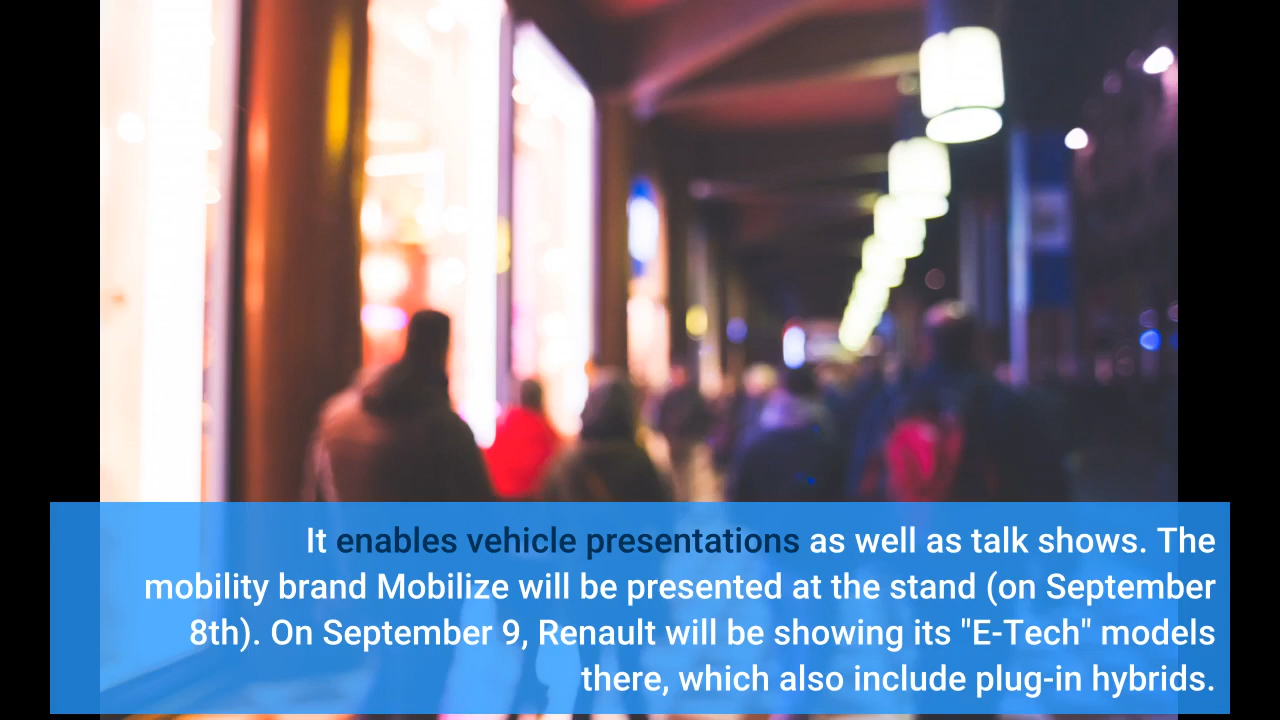 It enables vehicle presentations as well as talk shows. The
mobility brand Mobilize will be presented at the stand (on September
8th). On September 9, Renault will be showing its "E-Tech" models
there, which also include plug-in hybrids.